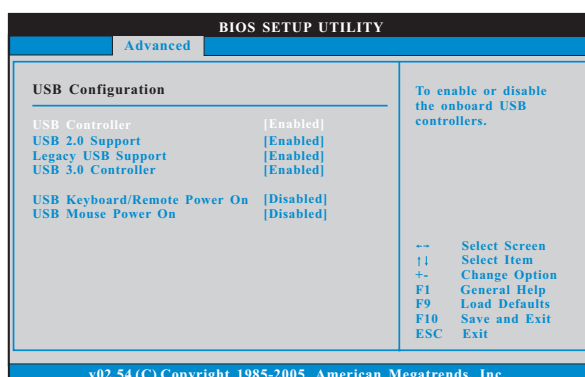 BIOS SETUP UTILITY
Advanced
USB Configuration
USB Controller [Enabled]
USB 2.0 Support [Enabled]
Legacy USB Support [Enabled]
USB 3.0 Controller [Enabled]
USB Keyboard/Remote Power On [Disabled]
USB Mouse Power On [Disabled]
To enable or disable
the onboard USB
controllers.
←→ Select Screen
↑↓ Select Item
+- Change Option
F1 General Help
F9 Load Defaults
F10 Save and Exit
ESC Exit
v02.54 (C) Copyright 1985-2005, American Megatrends, Inc.